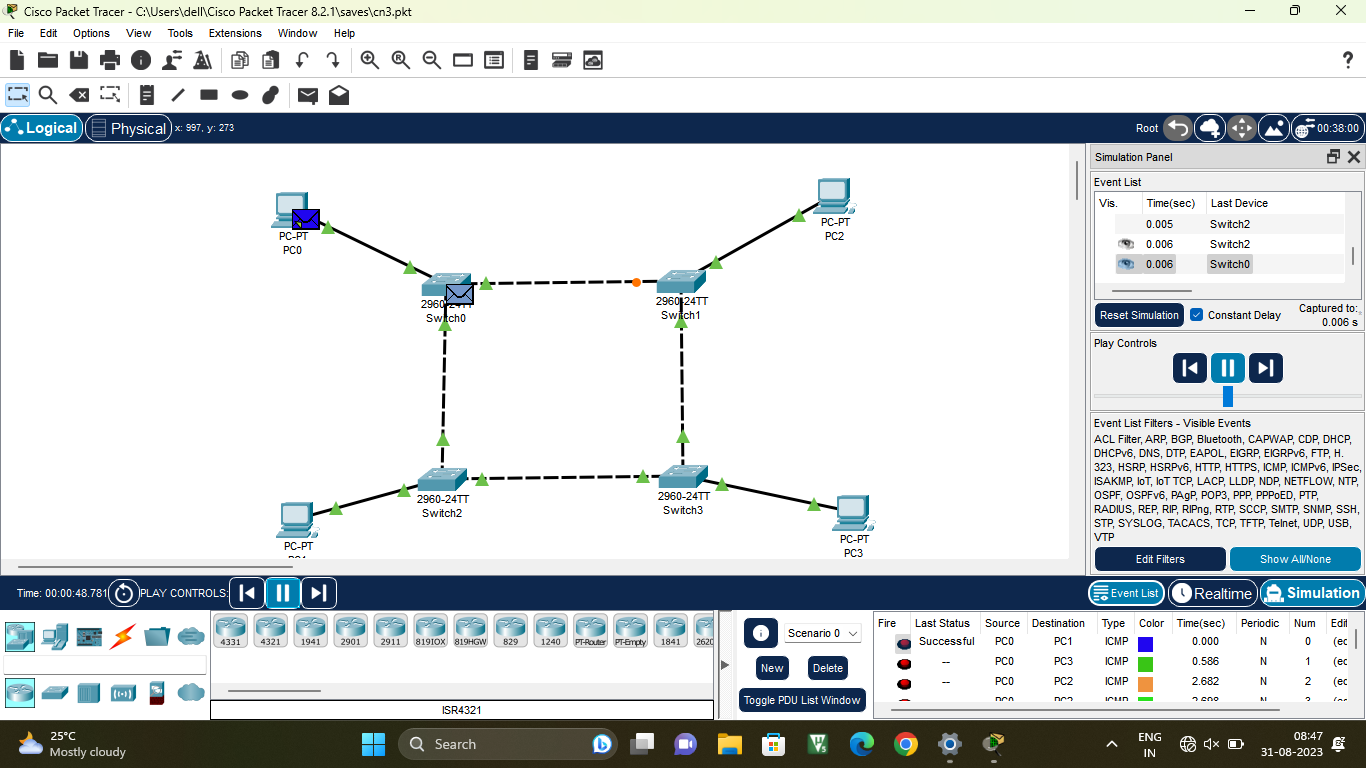 Cisco Packet Tracer - C:\Users\dell\Cisco Packet Tracer 8.2.1\saves\cn3.pkt
File Edit Options View Tools Extensions Window Help
Logical Physical x: 997, y: 273 Root 00:38:00
Simulation Panel
Event List
Vis. Time(sec) Last Device
0.005 Switch2
0.006 Switch2
0.006 Switch0
Reset Simulation Constant Delay Captured to:
0.006 s
Play Controls
Event List Filters - Visible Events
ACL Filter, ARP, BGP, Bluetooth, CAPWAP, CDP, DHCP,
DHCPv6, DNS, DTP, EAPOL, EIGRP, EIGRPv6, FTP, H.
323, HSRP, HSRPv6, HTTP, HTTPS, ICMP, ICMPv6, IPSec,
ISAKMP, IoT, IoT TCP, LACP, LLDP, NDP, NETFLOW, NTP,
OSPF, OSPFv6, PAgP, POP3, PPP, PPPoED, PTP,
RADIUS, REP, RIP, RIPng, RTP, SCCP, SMTP, SNMP, SSH,
STP, SYSLOG, TACACS, TCP, TFTP, Telnet, UDP, USB,
VTP
Edit Filters Show All/None
PC-PT
PC0
PC-PT
PC2
2960-24TT
Switch0
2960-24TT
Switch1
2960-24TT
Switch2
2960-24TT
Switch3
PC-PT
PC-PT
PC3
Time: 00:00:48.781 PLAY CONTROLS: Event List Realtime Simulation
4331 4321 1941 2901 2911 819IOX 819HGW 829 1240 PT-Router PT-Empty 1841 2620
ISR4321
Scenario 0
New Delete
Toggle PDU List Window
Fire Last Status Source Destination Type Color Time(sec) Periodic Num Edit
Successful PC0 PC1 ICMP 0.000 N 0 (ec
-- PC0 PC3 ICMP 0.586 N 1 (ec
-- PC0 PC2 ICMP 2.682 N 2 (ec
25°C
Mostly cloudy
Search
ENG
IN
08:47
31-08-2023